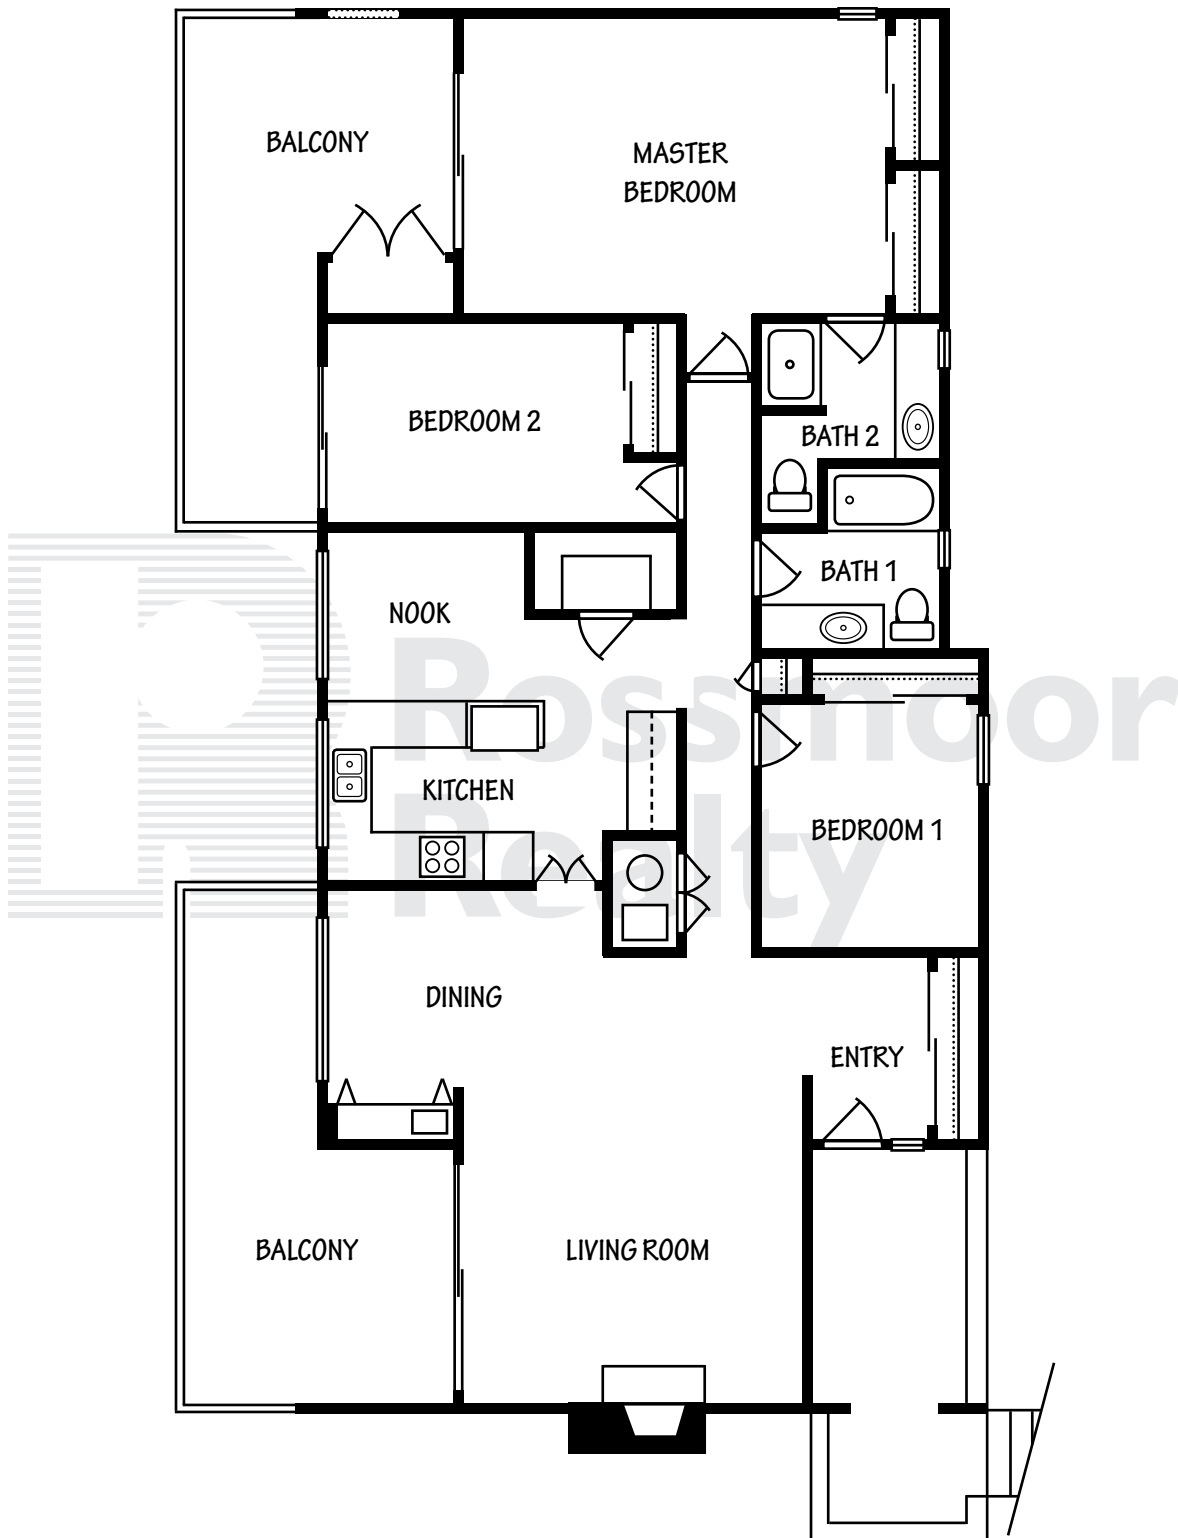 BALCONY
MASTER
BEDROOM
BEDROOM 2
BATH 2
BATH 1
NOOK
Rossmoor
Realty
KITCHEN
BEDROOM 1
DINING
ENTRY
BALCONY
LIVING ROOM